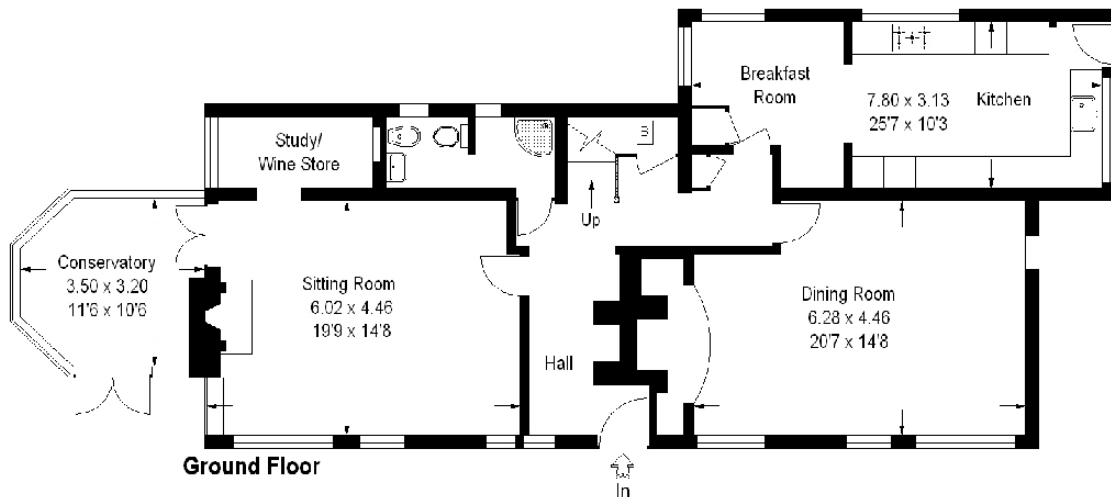 Breakfast
Room
7.80 x 3.13
25'7 x 10'3
Kitchen
Study/
Wine Store
B
Up
Conservatory
3.50 x 3.20
11'6 x 10'6
Sitting Room
6.02 x 4.46
19'9 x 14'8
Dining Room
6.28 x 4.46
20'7 x 14'8
Hall
Ground Floor
In